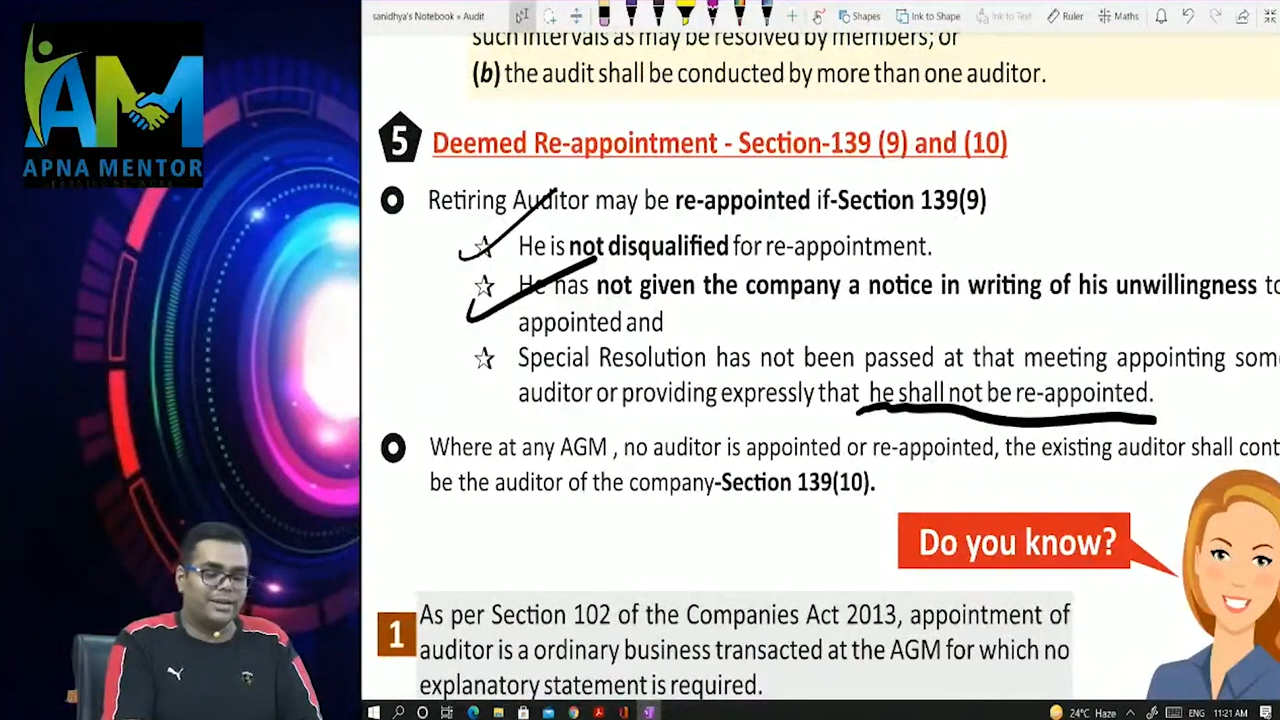 sanidhya's Notebook » Audit
Shapes
Ink to Shape
Ink to Text
Ruler
Maths
such intervals as may be resolved by members; or
(b) the audit shall be conducted by more than one auditor.
AM
APNA MENTOR
5 Deemed Re-appointment - Section-139 (9) and (10)
Retiring Auditor may be re-appointed if-Section 139(9)
He is not disqualified for re-appointment.
He has not given the company a notice in writing of his unwillingness to
appointed and
Special Resolution has not been passed at that meeting appointing som
auditor or providing expressly that he shall not be re-appointed.
Where at any AGM , no auditor is appointed or re-appointed, the existing auditor shall cont
be the auditor of the company-Section 139(10).
Do you know?
1 As per Section 102 of the Companies Act 2013, appointment of
auditor is a ordinary business transacted at the AGM for which no
explanatory statement is required.
24°C Haze
ENG
11:21 AM